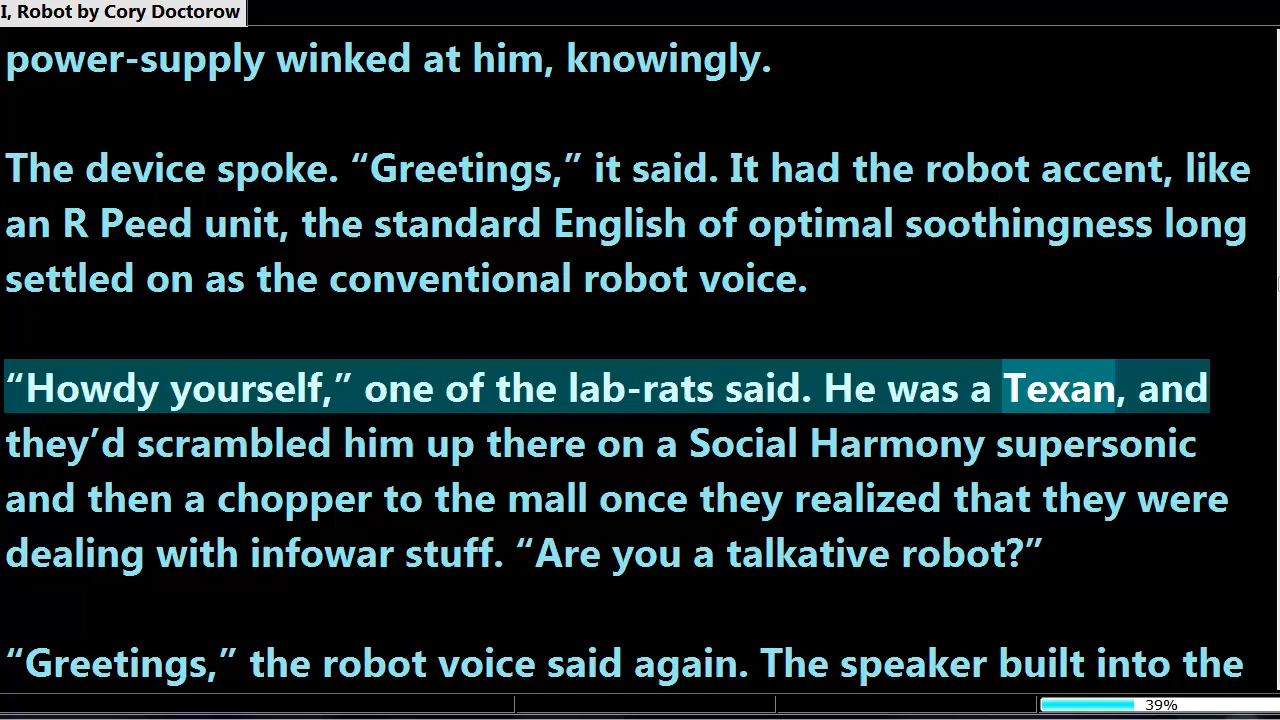 I, Robot by Cory Doctorow
power-supply winked at him, knowingly.
The device spoke. “Greetings,” it said. It had the robot accent, like
an R Peed unit, the standard English of optimal soothingness long
settled on as the conventional robot voice.
“Howdy yourself,” one of the lab-rats said. He was a Texan, and
they’d scrambled him up there on a Social Harmony supersonic
and then a chopper to the mall once they realized that they were
dealing with infowar stuff. “Are you a talkative robot?”
“Greetings,” the robot voice said again. The speaker built into the
39%